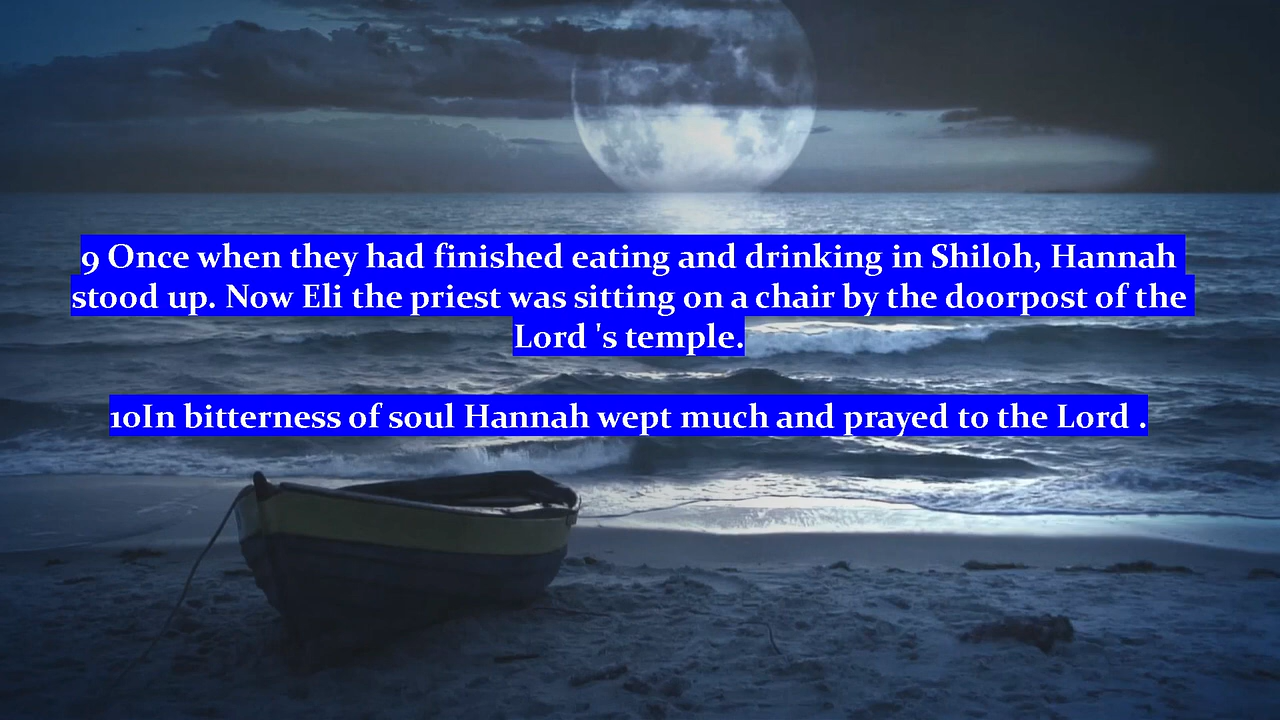 9 Once when they had finished eating and drinking in Shiloh, Hannah
stood up. Now Eli the priest was sitting on a chair by the doorpost of the
Lord 's temple.
10In bitterness of soul Hannah wept much and prayed to the Lord .